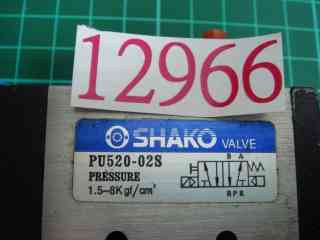 12966
SHAKO VALVE
PU520-02S
PRESSURE
1.5-8Kgf/cm²
B A
R P S